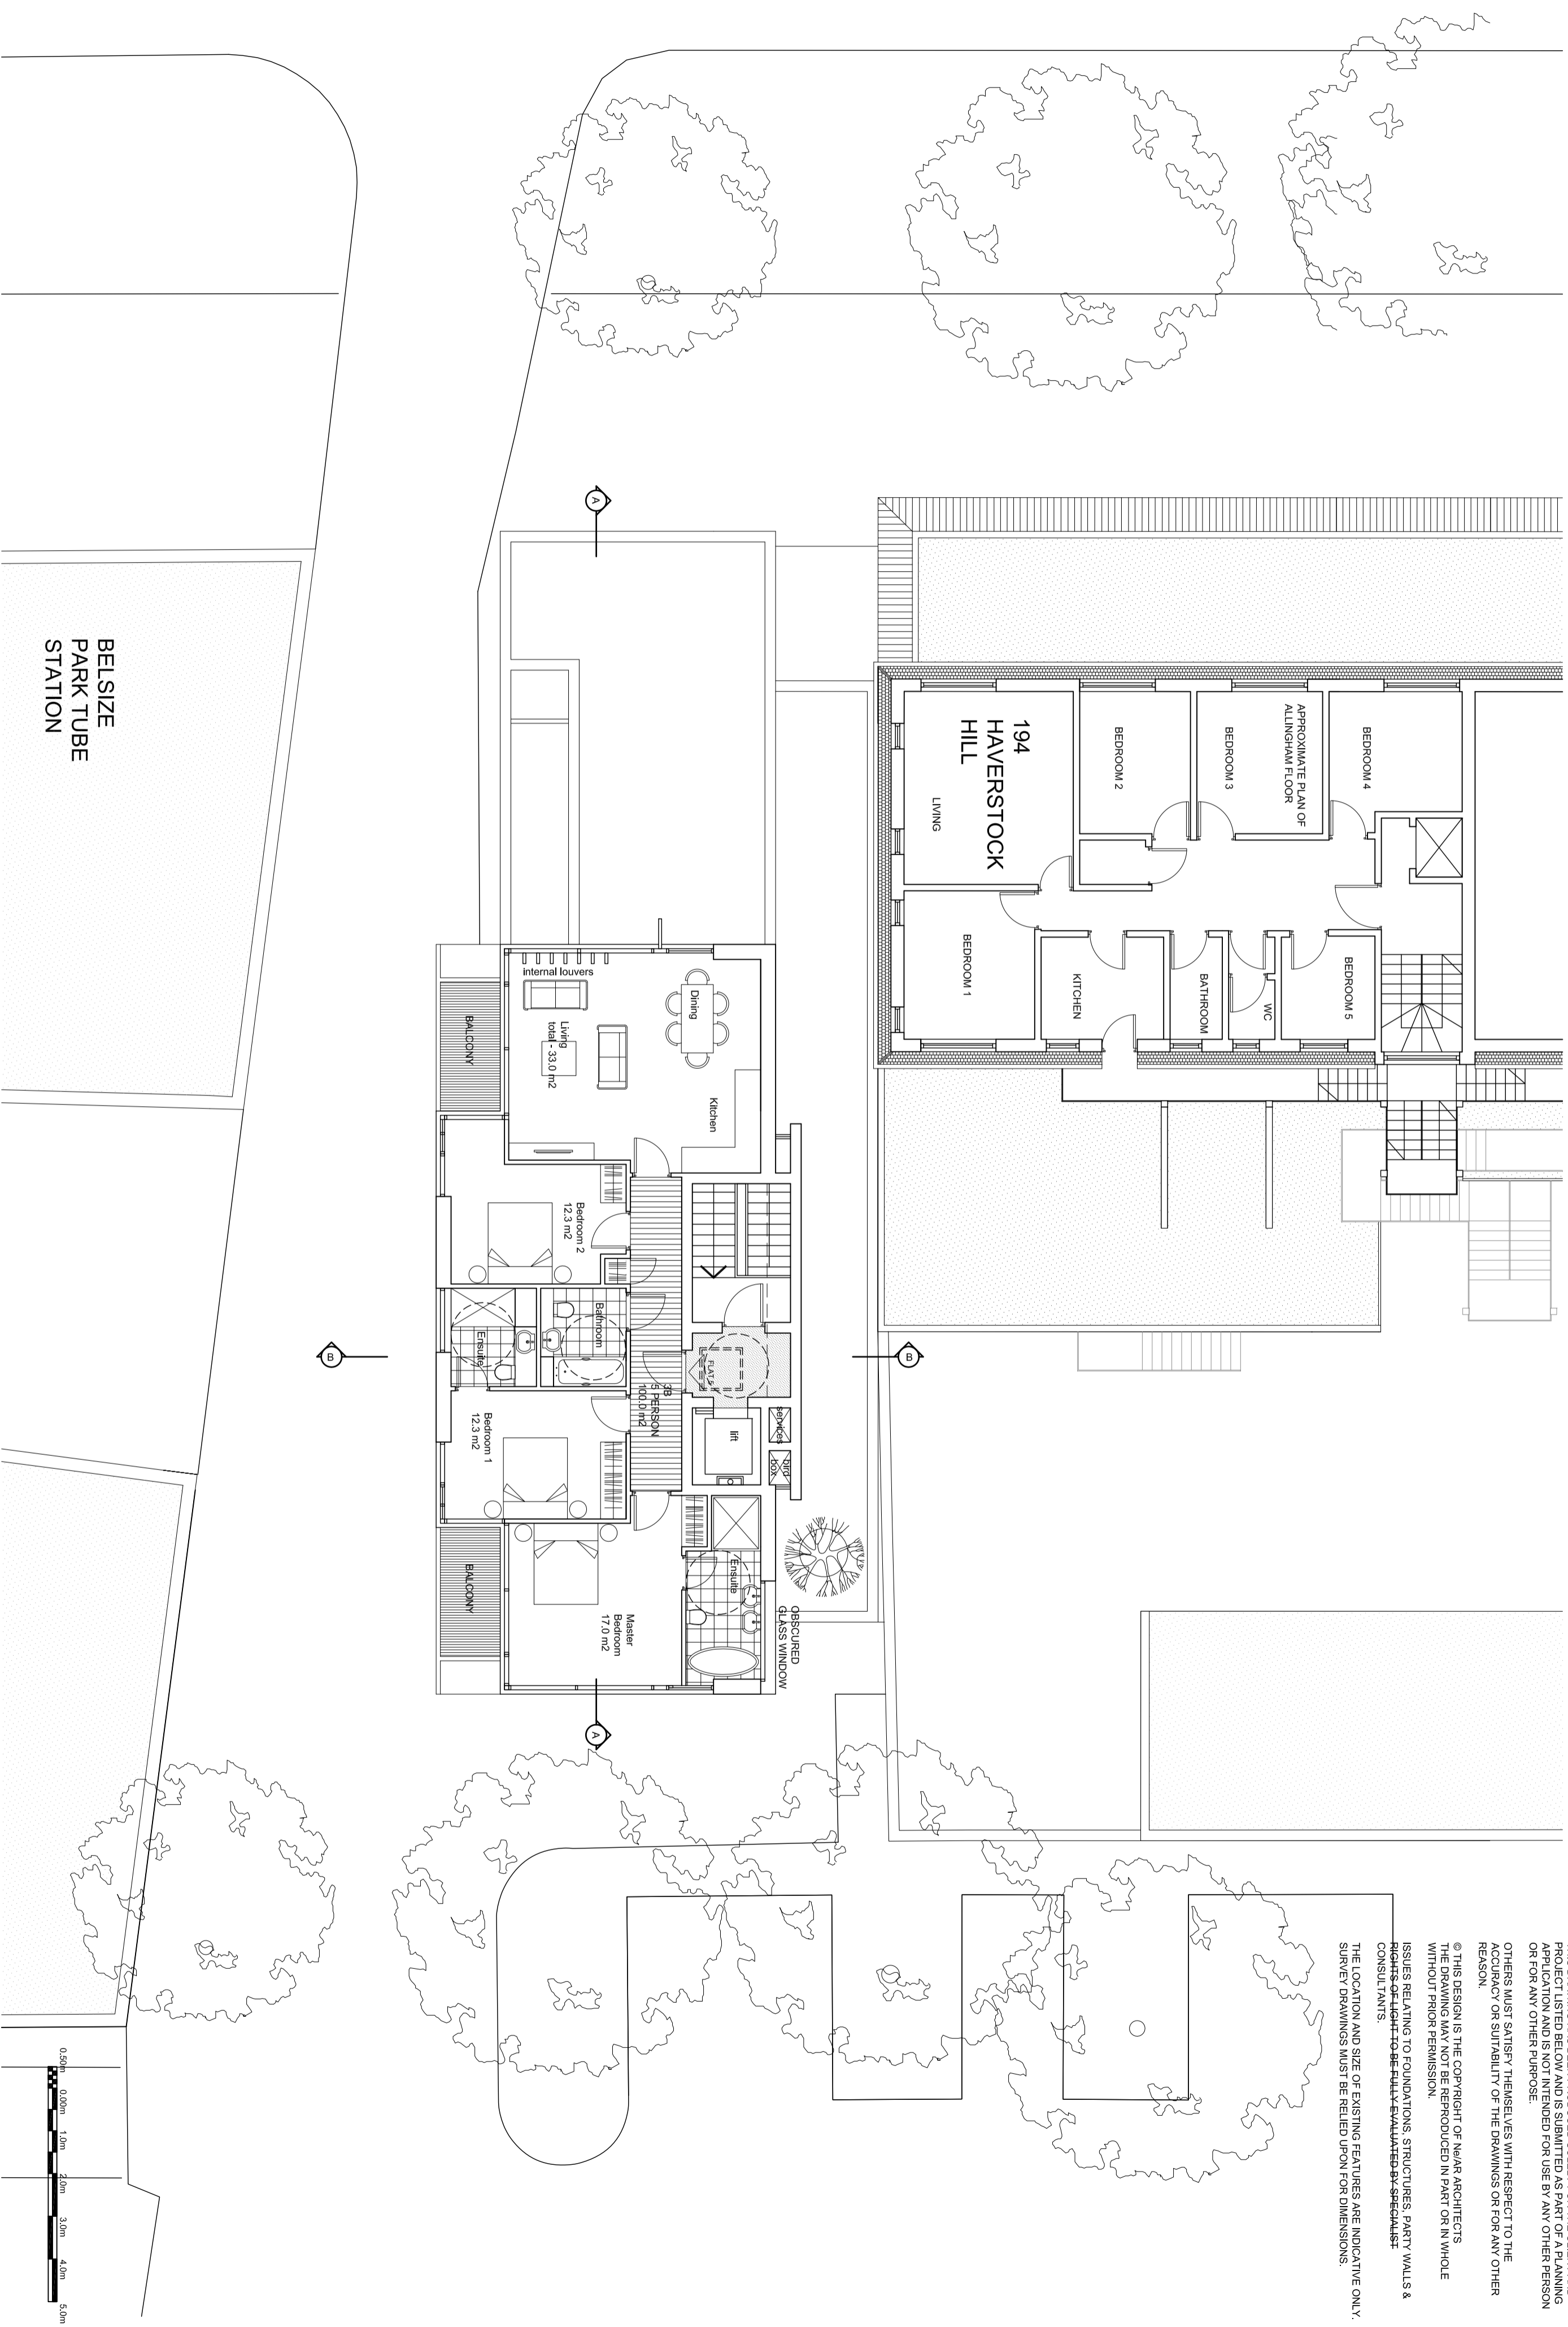 PROJECT LISTED BELOW AND IS SUBMITTED AS PART OF A PLANNING
APPLICATION AND IS NOT INTENDED FOR USE BY ANY OTHER PERSON
OR FOR ANY OTHER PURPOSE.
OTHERS MUST SATISFY THEMSELVES WITH RESPECT TO THE
ACCURACY OR SUITABILITY OF THE DRAWINGS OR FOR ANY OTHER
REASON.
© THIS DESIGN IS THE COPYRIGHT OF Ne/AR ARCHITECTS
THE DRAWING MAY NOT BE REPRODUCED IN PART OR IN WHOLE
WITHOUT PRIOR PERMISSION.
ISSUES RELATING TO FOUNDATIONS, STRUCTURES, PARTY WALLS &
RIGHTS OF LIGHT TO BE FULLY EVALUATED BY SPECIALIST
CONSULTANTS.
THE LOCATION AND SIZE OF EXISTING FEATURES ARE INDICATIVE ONLY.
SURVEY DRAWINGS MUST BE RELIED UPON FOR DIMENSIONS.
BEDROOM 4
BEDROOM 5
APPROXIMATE PLAN OF
ALLINGHAM FLOOR
BEDROOM 3
WC
BATHROOM
BEDROOM 2
KITCHEN
194
HAVERSTOCK
HILL
LIVING
BEDROOM 1
B
OBSCURED
GLASS WINDOW
services
bird
box
lift
FLAT 5
Ensuite
Kitchen
Dining
3B
5 PERSON
100.0 m2
Master
Bedroom
17.0 m2
A
A
internal louvers
Living
total - 33.0 m2
Bedroom 2
12.3 m2
Bathroom
Ensuite
Bedroom 1
12.3 m2
BALCONY
BALCONY
B
BELSIZE
PARK TUBE
STATION
0.50m 0.00m 1.0m 2.0m 3.0m 4.0m 5.0m